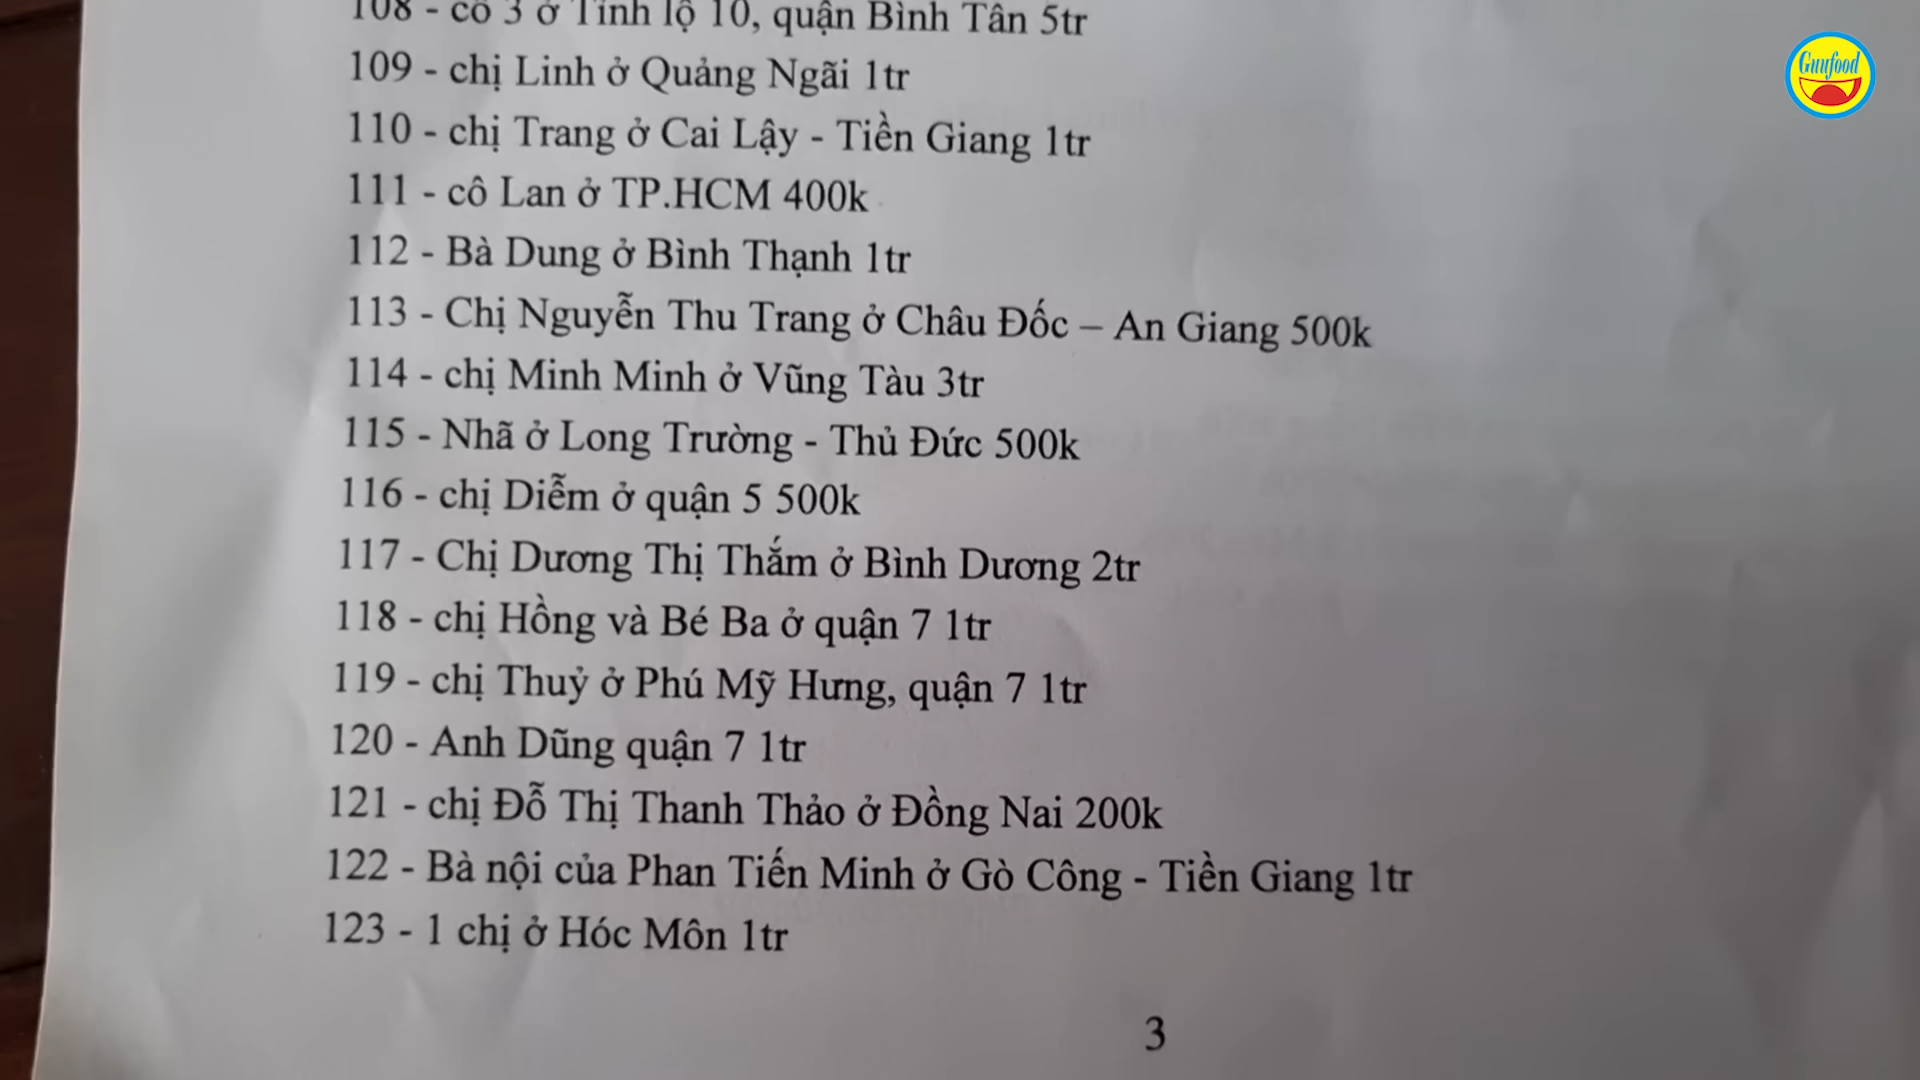 108 - cô 3 ở Tỉnh lộ 10, quận Bình Tân 5tr
Guufood
109 - chị Linh ở Quảng Ngãi 1tr
110 - chị Trang ở Cai Lậy - Tiền Giang 1tr
111 - cô Lan ở TP.HCM 400k
112 - Bà Dung ở Bình Thạnh 1tr
113 - Chị Nguyễn Thu Trang ở Châu Đốc – An Giang 500k
114 - chị Minh Minh ở Vũng Tàu 3tr
115 - Nhã ở Long Trường - Thủ Đức 500k
116 - chị Diễm ở quận 5 500k
117 - Chị Dương Thị Thắm ở Bình Dương 2tr
118 - chị Hồng và Bé Ba ở quận 7 1tr
119 - chị Thuỷ ở Phú Mỹ Hưng, quận 7 1tr
120 - Anh Dũng quận 7 1tr
121 - chị Đỗ Thị Thanh Thảo ở Đồng Nai 200k
122 - Bà nội của Phan Tiến Minh ở Gò Công - Tiền Giang 1tr
123 - 1 chị ở Hóc Môn 1tr
3